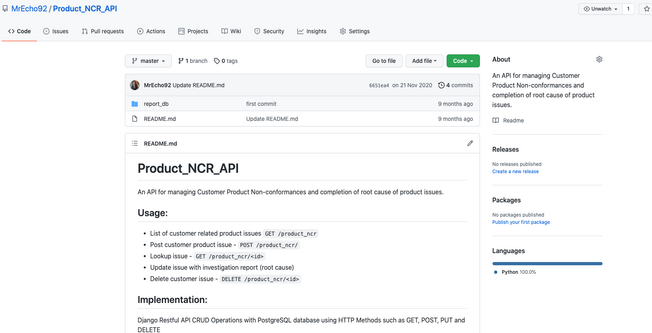 MrEcho92 / Product_NCR_API
Unwatch 1
Code Issues Pull requests Actions Projects Wiki Security Insights Settings
master 1 branch 0 tags Go to file Add file Code
MrEcho92 Update README.md 6651ea4 on 21 Nov 2020 4 commits
report_db first commit 9 months ago
README.md Update README.md 9 months ago
README.md
Product_NCR_API
An API for managing Customer Product Non-conformances and completion of root cause of product issues.
Usage:
• List of customer related product issues GET /product_ncr
• Post customer product issue - POST /product_ncr/
• Lookup issue - GET /product_ncr/<id>
• Update issue with investigation report (root cause)
• Delete customer issue - DELETE /product_ncr/<id>
Implementation:
Django Restful API CRUD Operations with PostgreSQL database using HTTP Methods such as GET, POST, PUT and
DELETE
About
An API for managing Customer
Product Non-conformances and
completion of root cause of product
issues.
Readme
Releases
No releases published
Create a new release
Packages
No packages published
Publish your first package
Languages
Python 100.0%